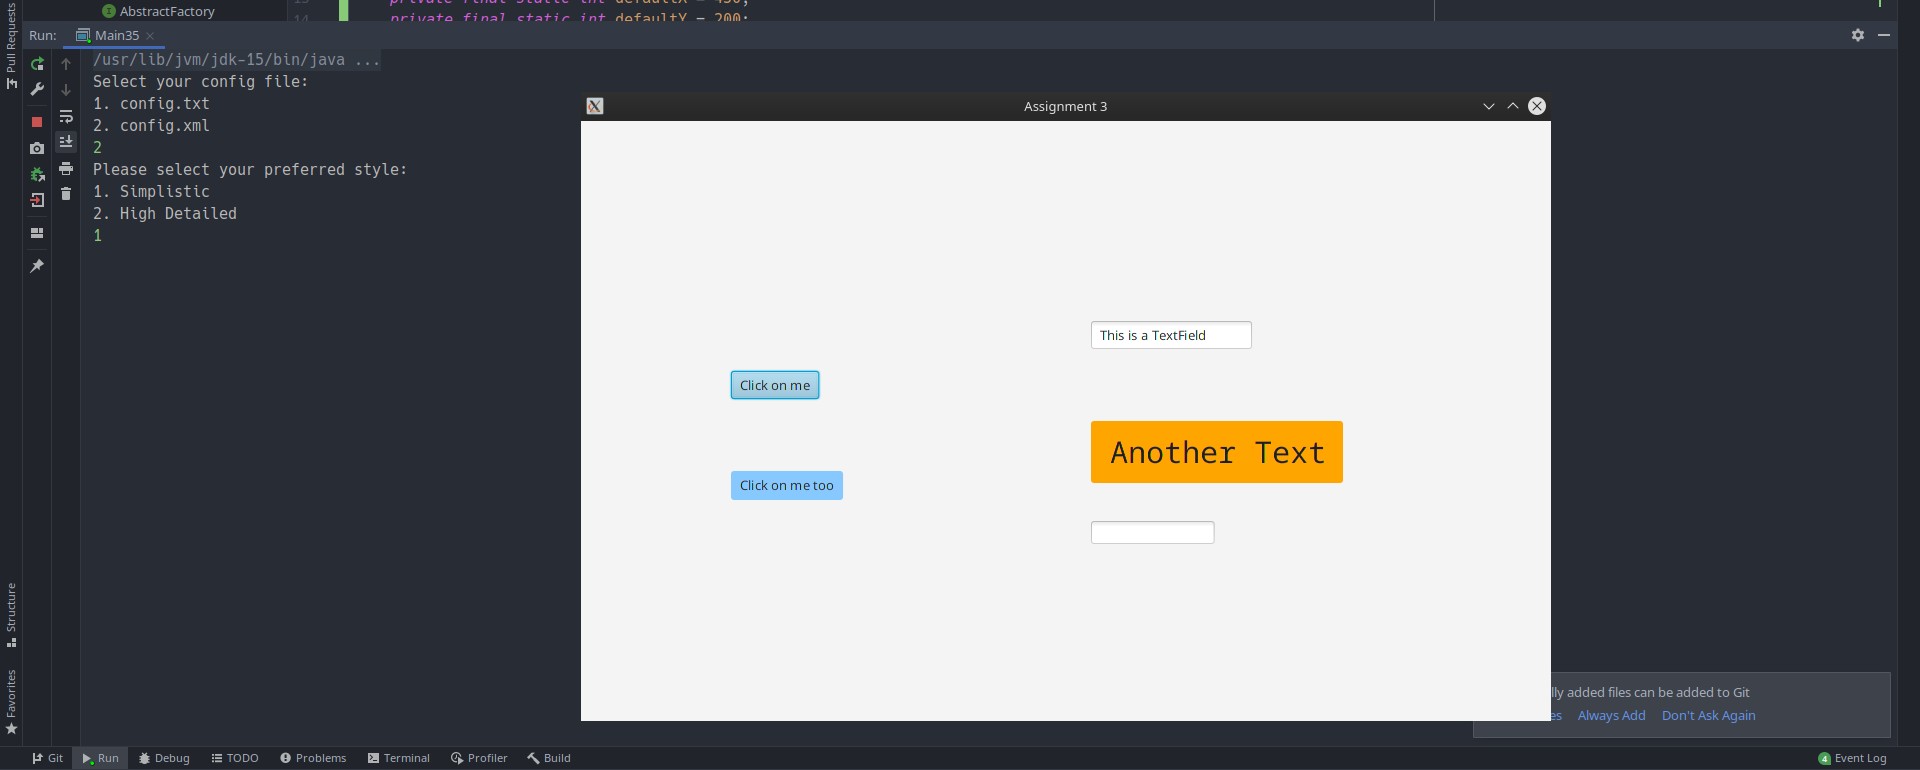 Pull Requests
AbstractFactory
13 private final static int defaultX = 450;
14 private final static int defaultY = 200;
Run: Main35
/usr/lib/jvm/jdk-15/bin/java ...
Select your config file:
1. config.txt
2. config.xml
2
Please select your preferred style:
1. Simplistic
2. High Detailed
1
Assignment 3
This is a TextField
Click on me
Another Text
Click on me too
Structure
Favorites
lly added files can be added to Git
es Always Add Don't Ask Again
Git Run Debug TODO Problems Terminal Profiler Build 4 Event Log